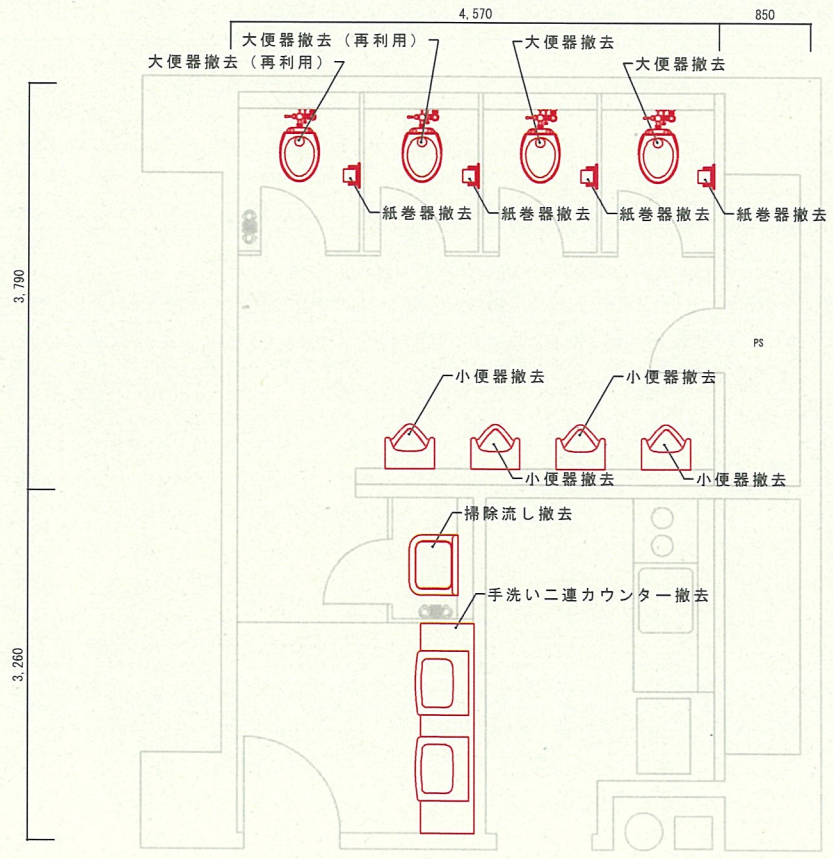 4,570
850
大便器撤去（再利用）
大便器撤去
大便器撤去（再利用）
大便器撤去
紙巻器撤去
紙巻器撤去
紙巻器撤去
紙巻器撤去
3,790
PS
小便器撤去
小便器撤去
小便器撤去
小便器撤去
掃除流し撤去
手洗い二連カウンター撤去
3,260